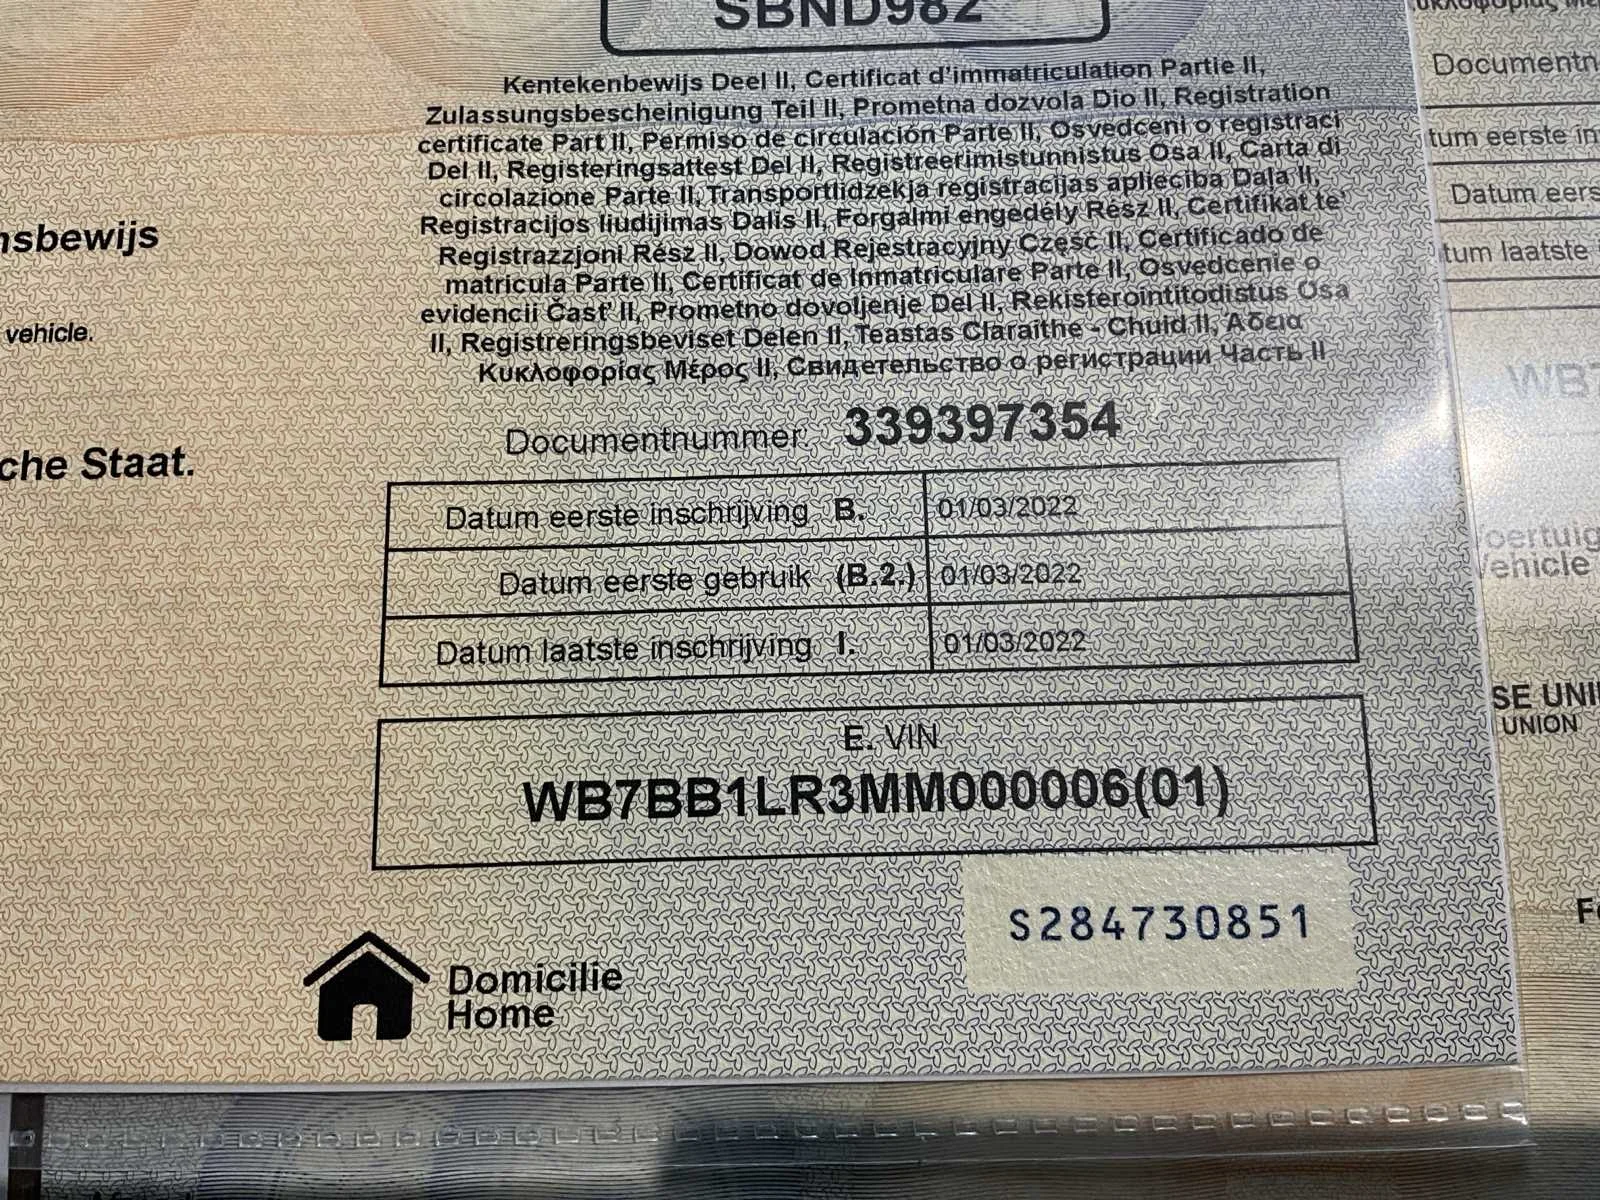 SBND982
Kentekenbewijs Deel II, Certificat d'immatriculation Partie II,
Zulassungsbescheinigung Teil II, Prometna dozvola Dio II, Registration
certificate Part II, Permiso de circulación Parte II, Osvedceni o registraci
Del II, Registeringsattest Del II, Registreerimistunnistus Osa II, Carta di
circolazione Parte II, Transportlidzekja registracijas aplieciba Daļa II,
Registracijos liudijimas Dalis II, Forgalmi engedély Rész II, Certifikat te'
Registrazzjoni Rész II, Dowod Rejestracyjny Część II, Certificado de
matricula Parte II, Certificat de Inmatriculare Parte II, Osvedcenie o
evidencii Časť II, Prometno dovoljenje Del II, Rekisterointitodistus Osa
II, Registreringsbeviset Delen II, Teastas Claraithe - Chuid II, Άδεια
Κυκλοφορίας Μέρος II, Свидетельство о регистрации Часть II
nsbewijs
vehicle.
che Staat.
Documentnummer: 339397354
Datum eerste inschrijving B. 01/03/2022
Datum eerste gebruik (B.2.) 01/03/2022
Datum laatste inschrijving I. 01/03/2022
E. VIN
WB7BB1LR3MM000006(01)
S284730851
Domicilie
Home
Documentn
tum eerste in
Datum eers
tum laatste
WB7
oertuig
Vehicle
SE UNI
UNION